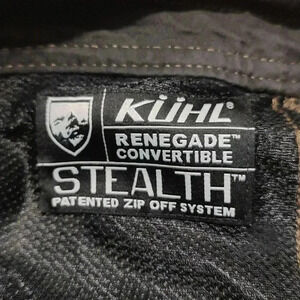 KÜHL®
RENEGADE™
CONVERTIBLE
STEALTH™
PATENTED ZIP OFF SYSTEM